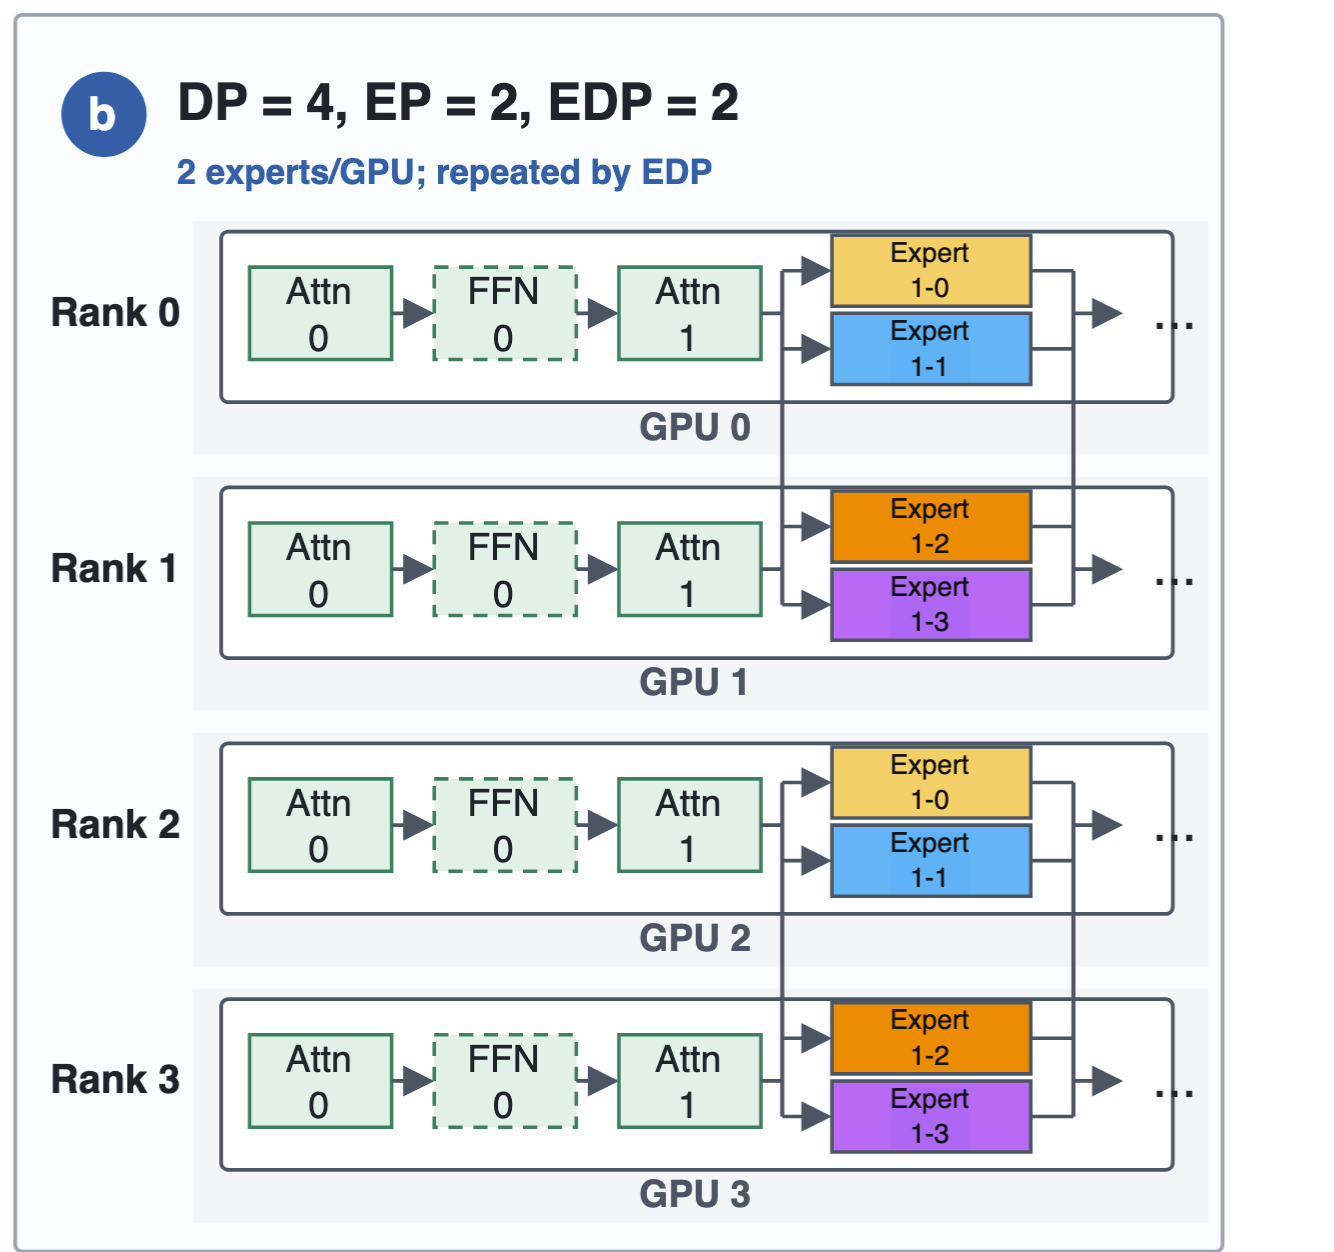 b
DP = 4, EP = 2, EDP = 2
2 experts/GPU; repeated by EDP
Rank 0
Attn
0
FFN
0
Attn
1
Expert
1-0
Expert
1-1
...
GPU 0
Rank 1
Attn
0
FFN
0
Attn
1
Expert
1-2
Expert
1-3
...
GPU 1
Rank 2
Attn
0
FFN
0
Attn
1
Expert
1-0
Expert
1-1
...
GPU 2
Rank 3
Attn
0
FFN
0
Attn
1
Expert
1-2
Expert
1-3
...
GPU 3